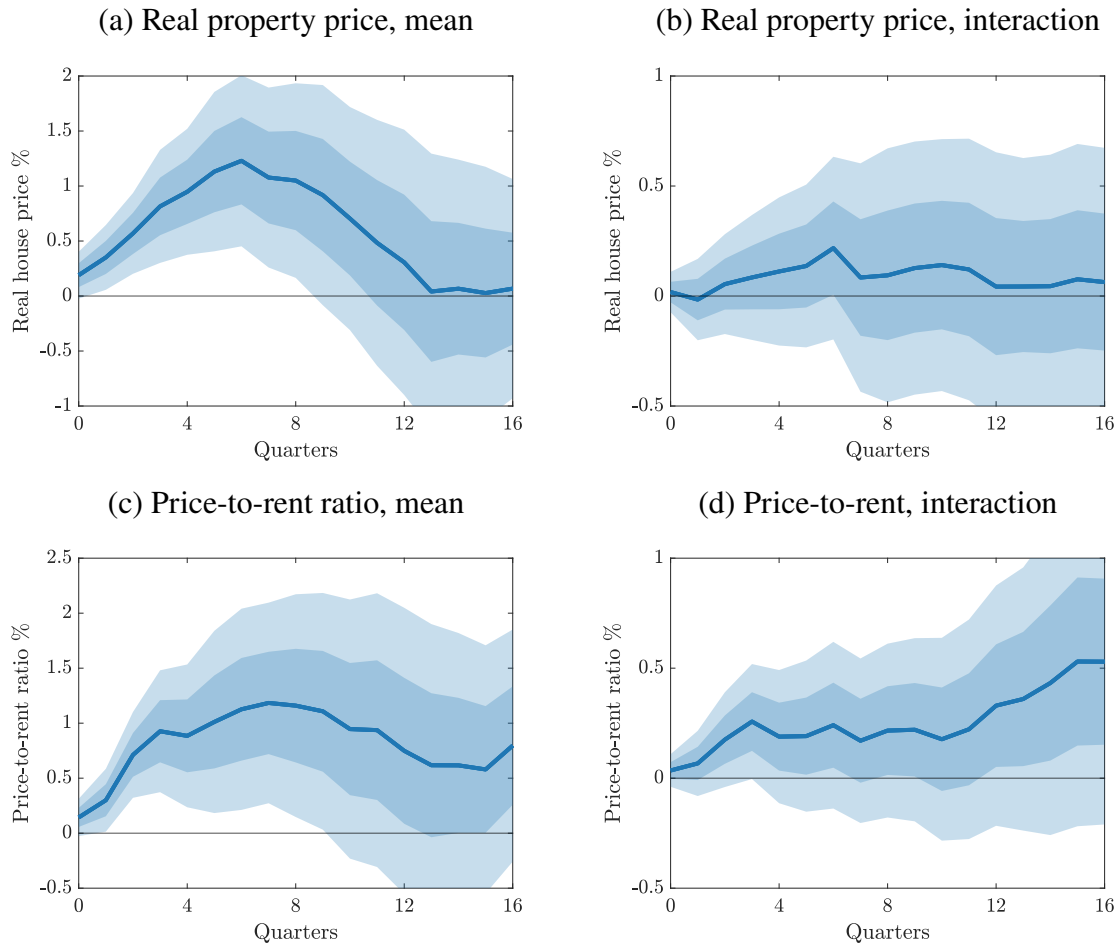 (a) Real property price, mean
Real house price %
2
1.5
1
0.5
0
-0.5
-1
0 4 8 12 16
Quarters
(b) Real property price, interaction
Real house price %
1
0.5
0
-0.5
0 4 8 12 16
Quarters
(c) Price-to-rent ratio, mean
Price-to-rent ratio %
2.5
2
1.5
1
0.5
0
-0.5
0 4 8 12 16
Quarters
(d) Price-to-rent, interaction
Price-to-rent ratio %
1
0.5
0
-0.5
0 4 8 12 16
Quarters